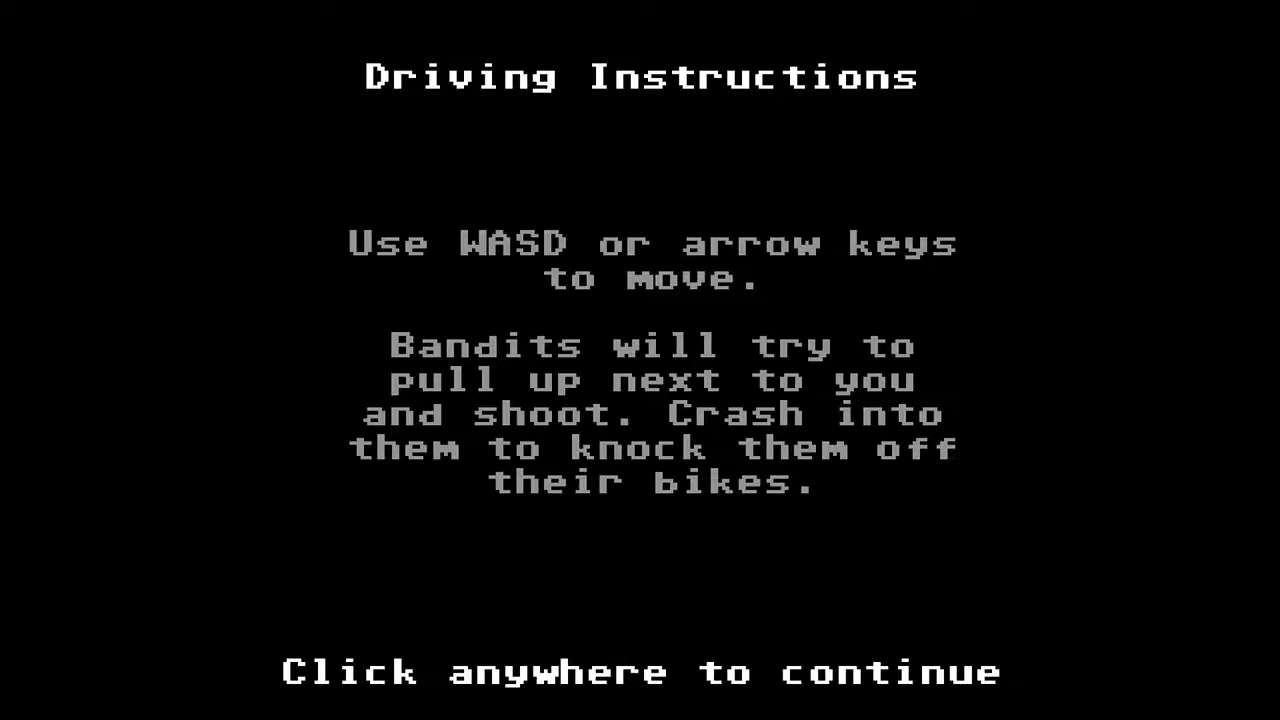 Driving Instructions
Use WASD or arrow keys
to move.
Bandits will try to
pull up next to you
and shoot. Crash into
them to knock them off
their bikes.
Click anywhere to continue